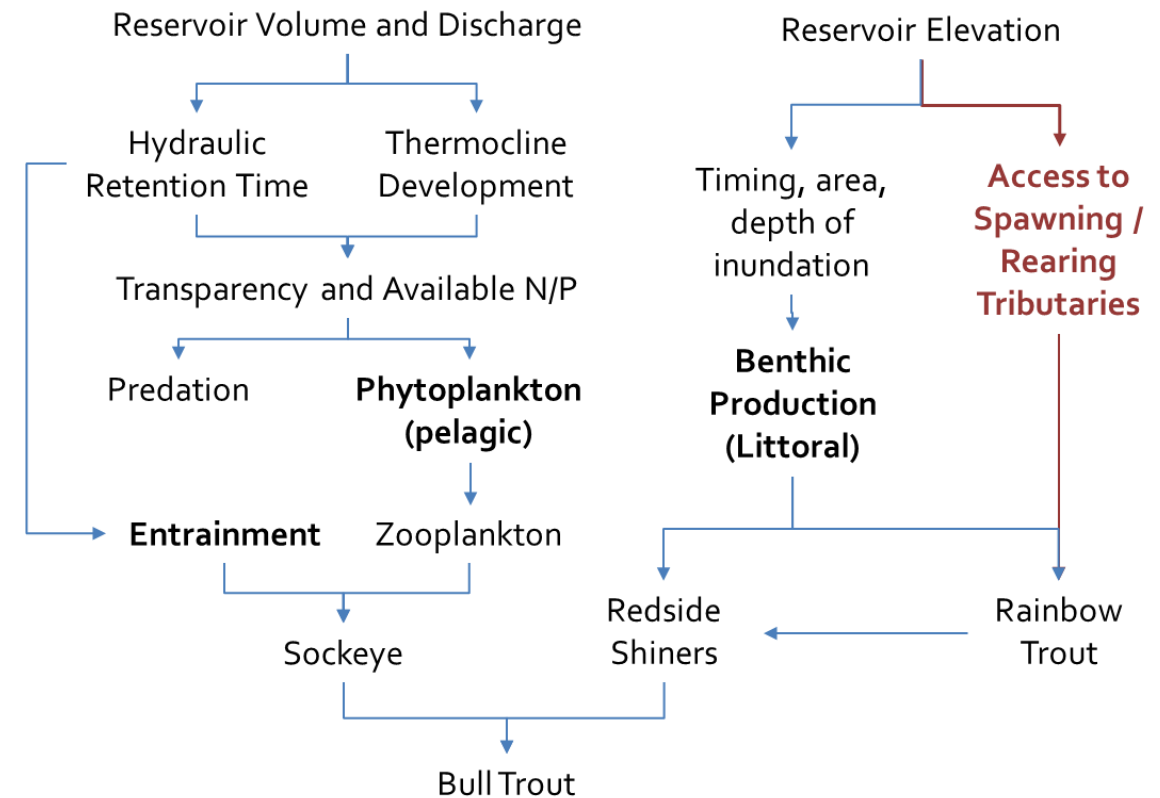 Reservoir Volume and Discharge
Reservoir Elevation
Hydraulic
Retention Time
Thermocline
Development
Timing, area,
depth of
inundation
Access to
Spawning /
Rearing
Tributaries
Transparency and Available N/P
Predation
Phytoplankton
(pelagic)
Benthic
Production
(Littoral)
Entrainment
Zooplankton
Redside
Shiners
Rainbow
Trout
Sockeye
Bull Trout